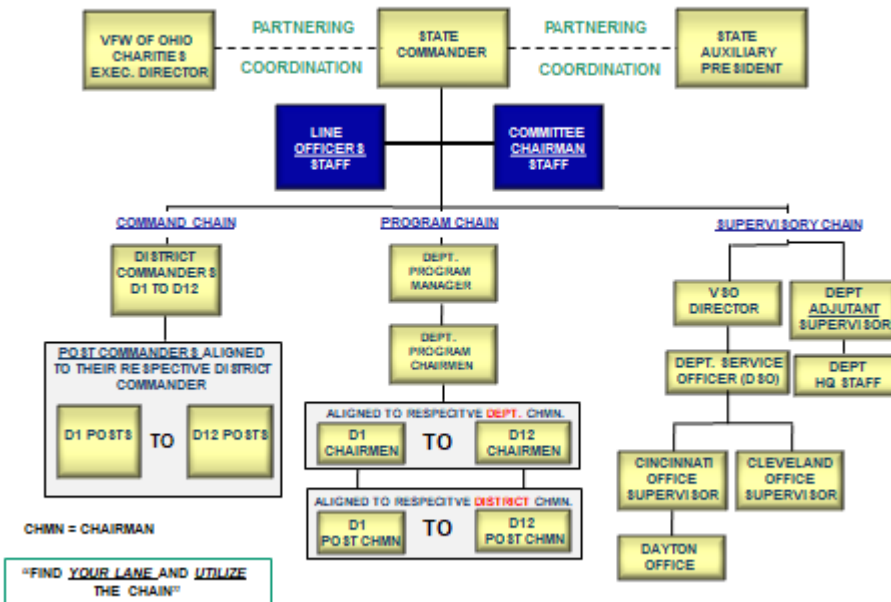 VFW OF OHIO
CHARITIES
EXEC. DIRECTOR
PARTNERING
COORDINATION
STATE
COMMANDER
PARTNERING
COORDINATION
STATE
AUXILIARY
PRESIDENT
LINE
OFFICERS
STAFF
COMMITTEE
CHAIRMAN
STAFF
COMMAND CHAIN
PROGRAM CHAIN
SUPERVISORY CHAIN
DISTRICT
COMMANDERS
D1 TO D12
POST COMMANDERS ALIGNED
TO THEIR RESPECTIVE DISTRICT
COMMANDER
D1 POSTS
TO
D12 POSTS
DEPT.
PROGRAM
MANAGER
DEPT.
PROGRAM
CHAIRMEN
ALIGNED TO RESPECITVE DEPT. CHMN.
D1
CHAIRMEN
TO
D12
CHAIRMEN
ALIGNED TO RESPECITVE DISTRICT CHMN.
D1
POST CHMN
TO
D12
POST CHMN
VSO
DIRECTOR
DEPT
ADJUTANT
SUPERVISOR
DEPT. SERVICE
OFFICER (DSO)
DEPT
HQ STAFF
CINCINNATI
OFFICE
SUPERVISOR
CLEVELAND
OFFICE
SUPERVISOR
DAYTON
OFFICE
CHMN = CHAIRMAN
“FIND YOUR LANE AND UTILIZE
THE CHAIN”